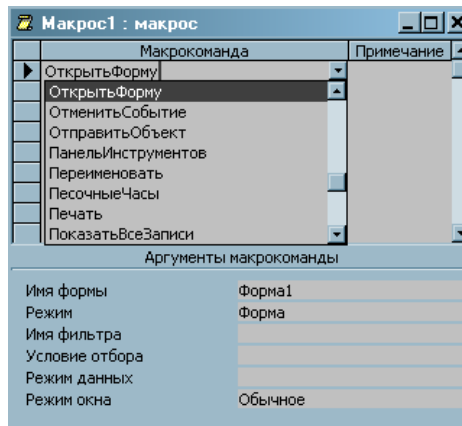 Макрос1 : макрос
Макрокоманда Примечание
ОткрытьФорму
ОткрытьФорму
ОтменитьСобытие
ОтправитьОбъект
ПанельИнструментов
Переименовать
ПесочныеЧасы
Печать
ПоказатьВсеЗаписи
Аргументы макрокоманды
Имя формы Форма1
Режим Форма
Имя фильтра
Условие отбора
Режим данных
Режим окна Обычное